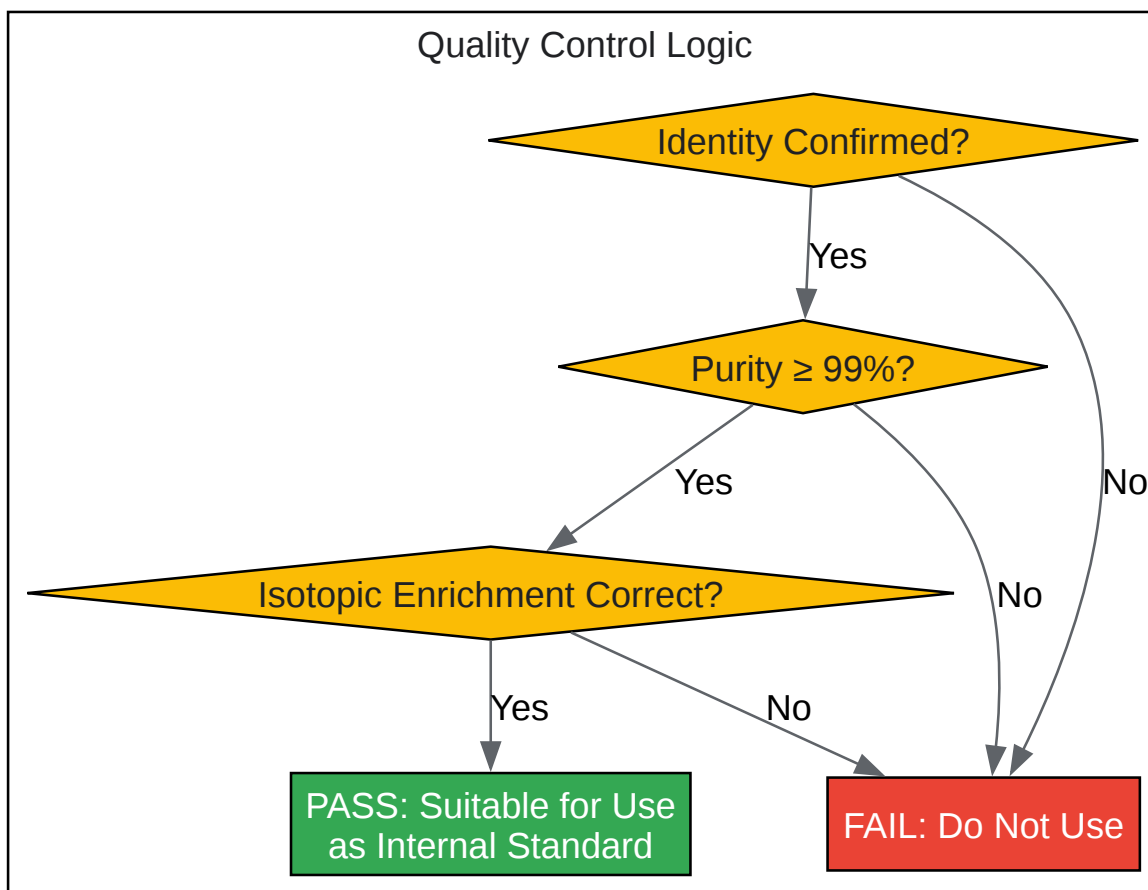 Quality Control Logic
Identity Confirmed?
Yes
Purity ≥ 99%?
Yes
No
Isotopic Enrichment Correct?
No
Yes
No
PASS: Suitable for Use
as Internal Standard
FAIL: Do Not Use